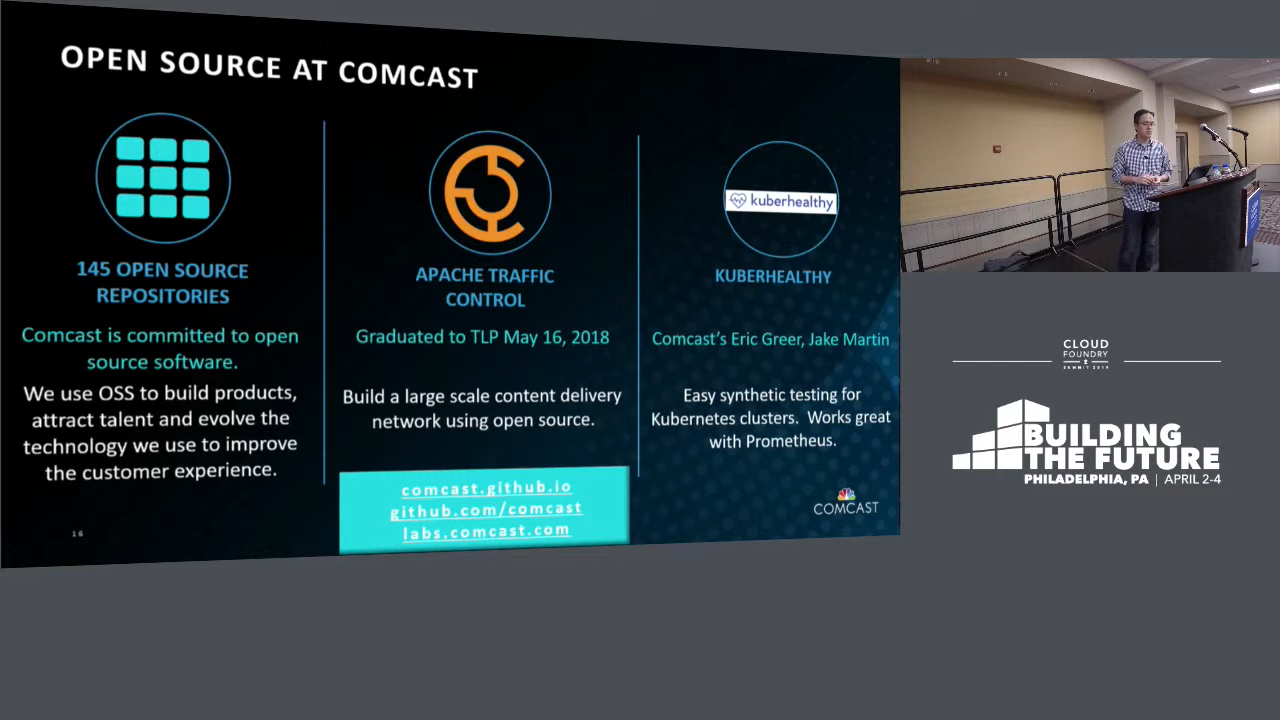 OPEN SOURCE AT COMCAST
145 OPEN SOURCE
REPOSITORIES
Comcast is committed to open
source software.
We use OSS to build products,
attract talent and evolve the
technology we use to improve
the customer experience.
APACHE TRAFFIC
CONTROL
Graduated to TLP May 16, 2018
Build a large scale content delivery
network using open source.
comcast.github.io
github.com/comcast
labs.comcast.com
kuberhealthy
KUBERHEALTHY
Comcast's Eric Greer, Jake Martin
Easy synthetic testing for
Kubernetes clusters. Works great
with Prometheus.
COMCAST
16
CLOUD
FOUNDRY
SUMMIT 2019
BUILDING
THE FUTURE
PHILADELPHIA, PA | APRIL 2-4